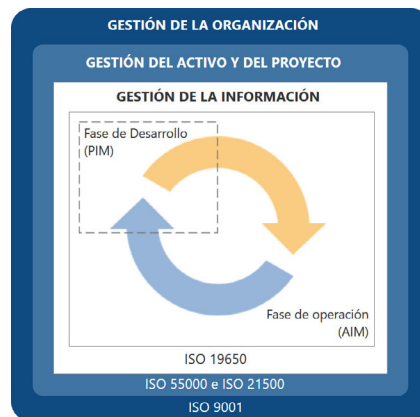 GESTIÓN DE LA ORGANIZACIÓN
GESTIÓN DEL ACTIVO Y DEL PROYECTO
GESTIÓN DE LA INFORMACIÓN
Fase de Desarrollo
(PIM)
Fase de operación
(AIM)
ISO 19650
ISO 55000 e ISO 21500
ISO 9001